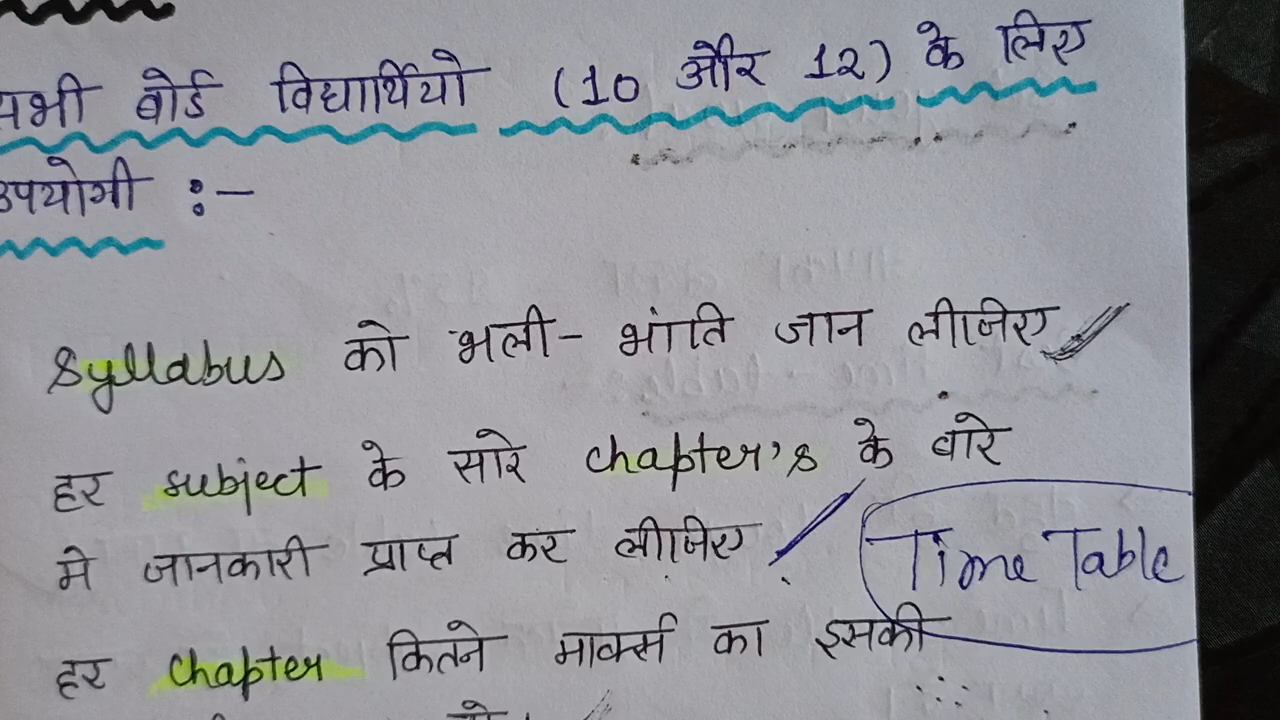 सभी बोर्ड विद्यार्थियो (10 और 12) के लिए
उपयोगी :-
Syllabus को भली-भांति जान लीजिए
हर subject के सारे chapter's के बारे
मे जानकारी प्राप्त कर लीजिए
Time Table
हर chapter कितने मार्क्स का इसकी